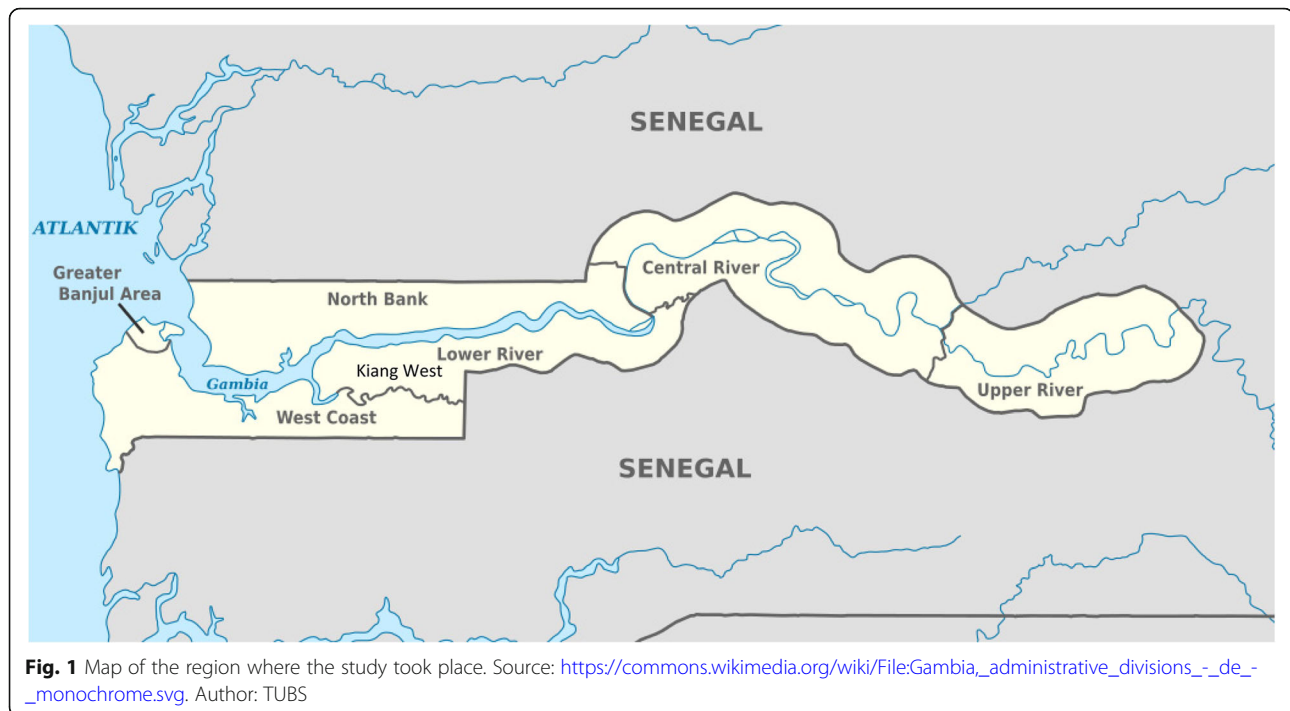 SENEGAL
ATLANTIK
Greater
Banjul Area
North Bank
Central River
Lower River
Kiang West
Gambia
West Coast
Upper River
SENEGAL
Fig. 1 Map of the region where the study took place. Source: https://commons.wikimedia.org/wiki/File:Gambia,_administrative_divisions_-_de_-
_monochrome.svg. Author: TUBS